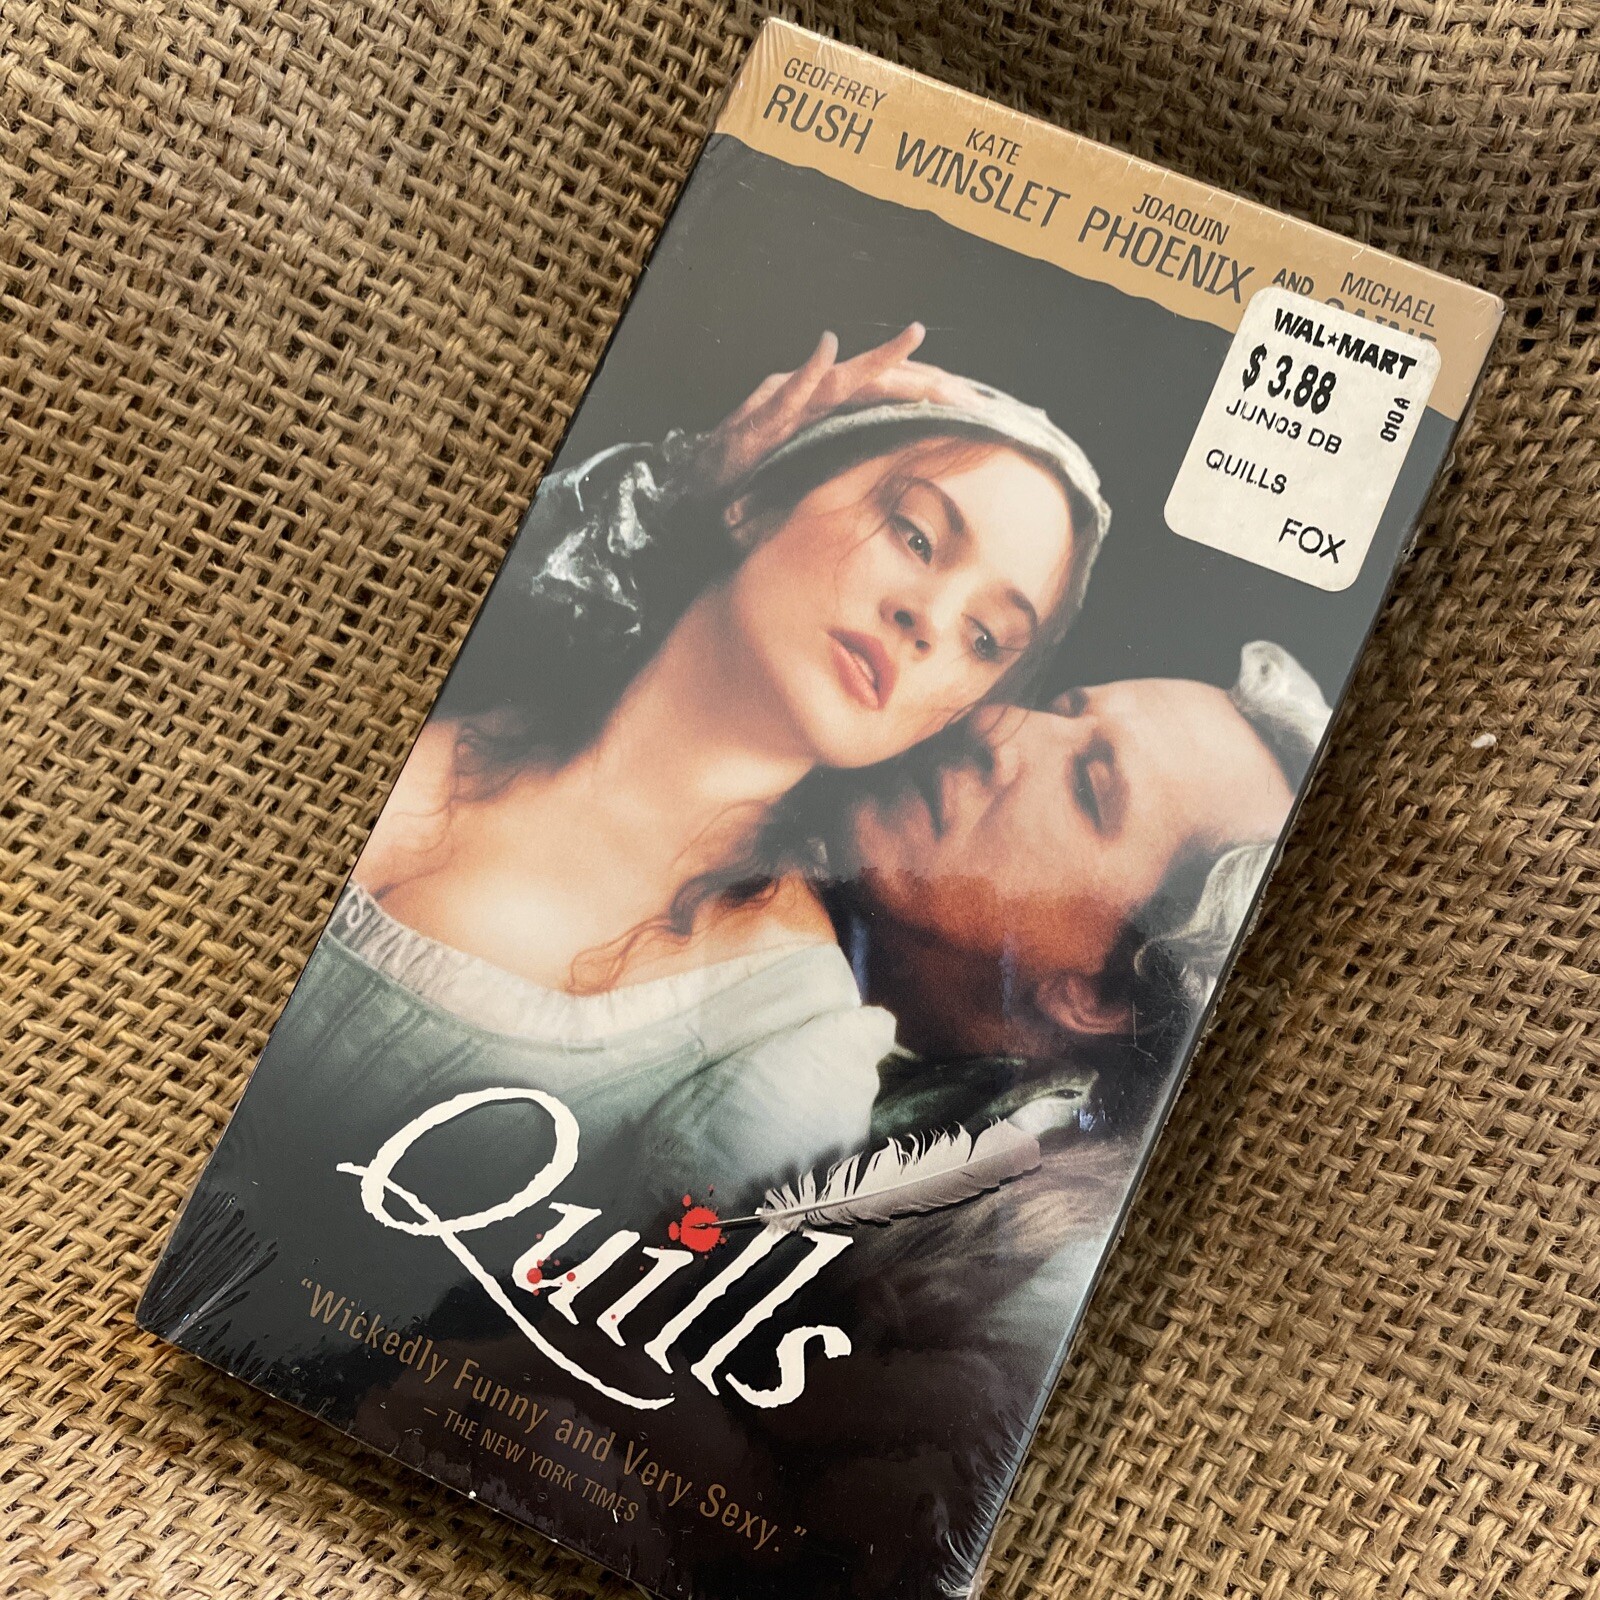 GEOFFREY
RUSH
KATE
WINSLET
JOAQUIN
PHOENIX
AND
MICHAEL
WAL★MART
$3.88
JUN03 DB
QUILLS
FOX
Quills
"Wickedly Funny and Very Sexy."
– THE NEW YORK TIMES